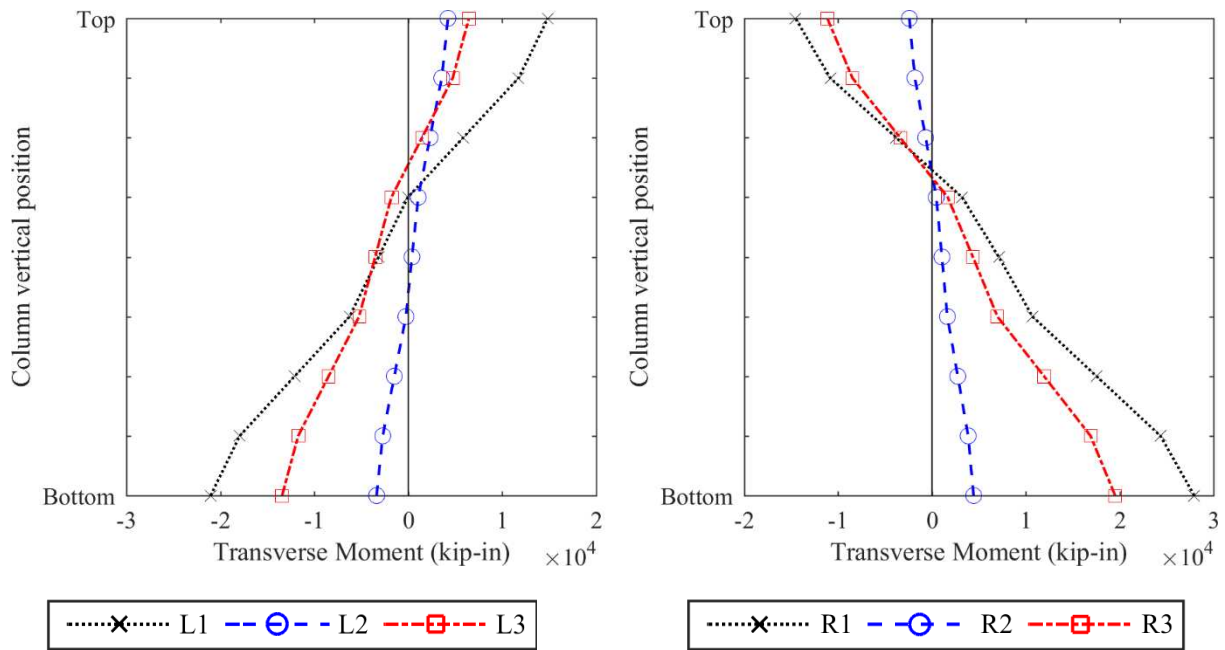 Top
Column vertical position
Bottom
-3 -2 -1 0 1 2
Transverse Moment (kip-in) ×10^4
L1 L2 L3
Top
Column vertical position
Bottom
-2 -1 0 1 2 3
Transverse Moment (kip-in) ×10^4
R1 R2 R3